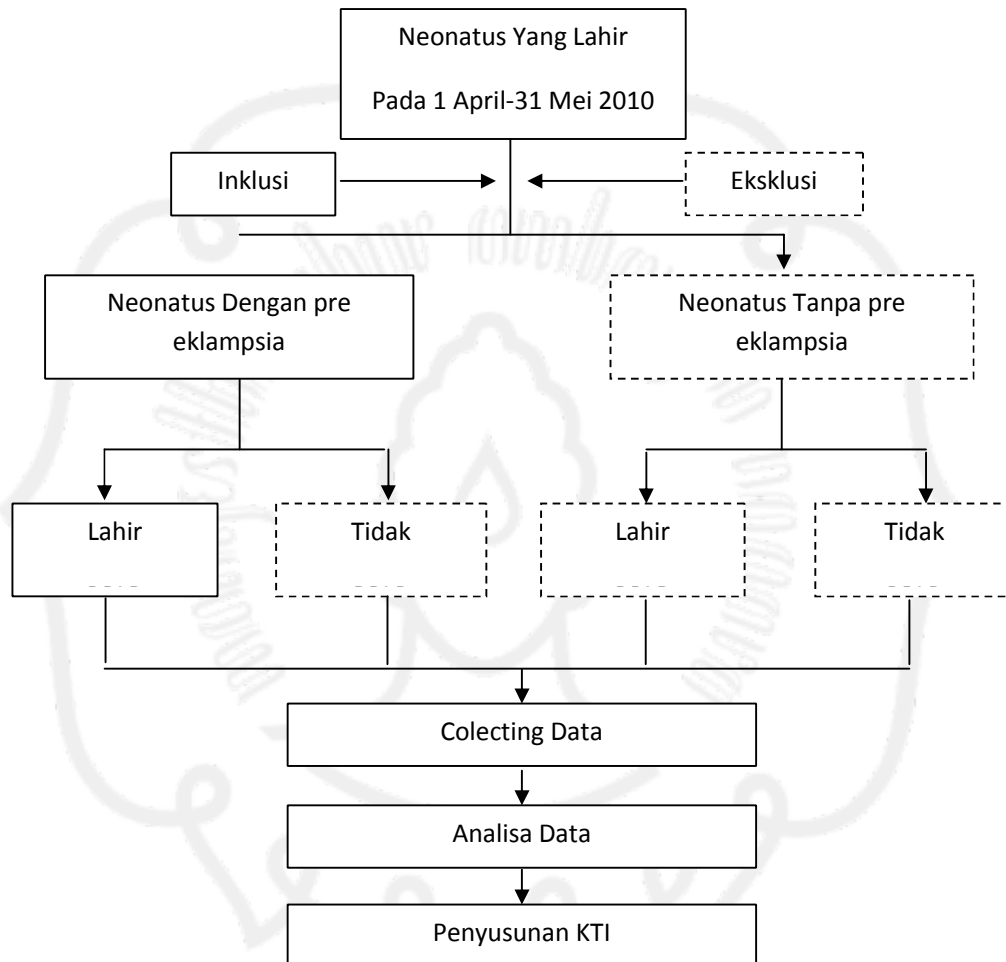 Neonatus Yang Lahir
Pada 1 April-31 Mei 2010
Inklusi
Eksklusi
Neonatus Dengan pre
eklampsia
Neonatus Tanpa pre
eklampsia
Lahir
Tidak
Lahir
Tidak
Colecting Data
Analisa Data
Penyusunan KTI